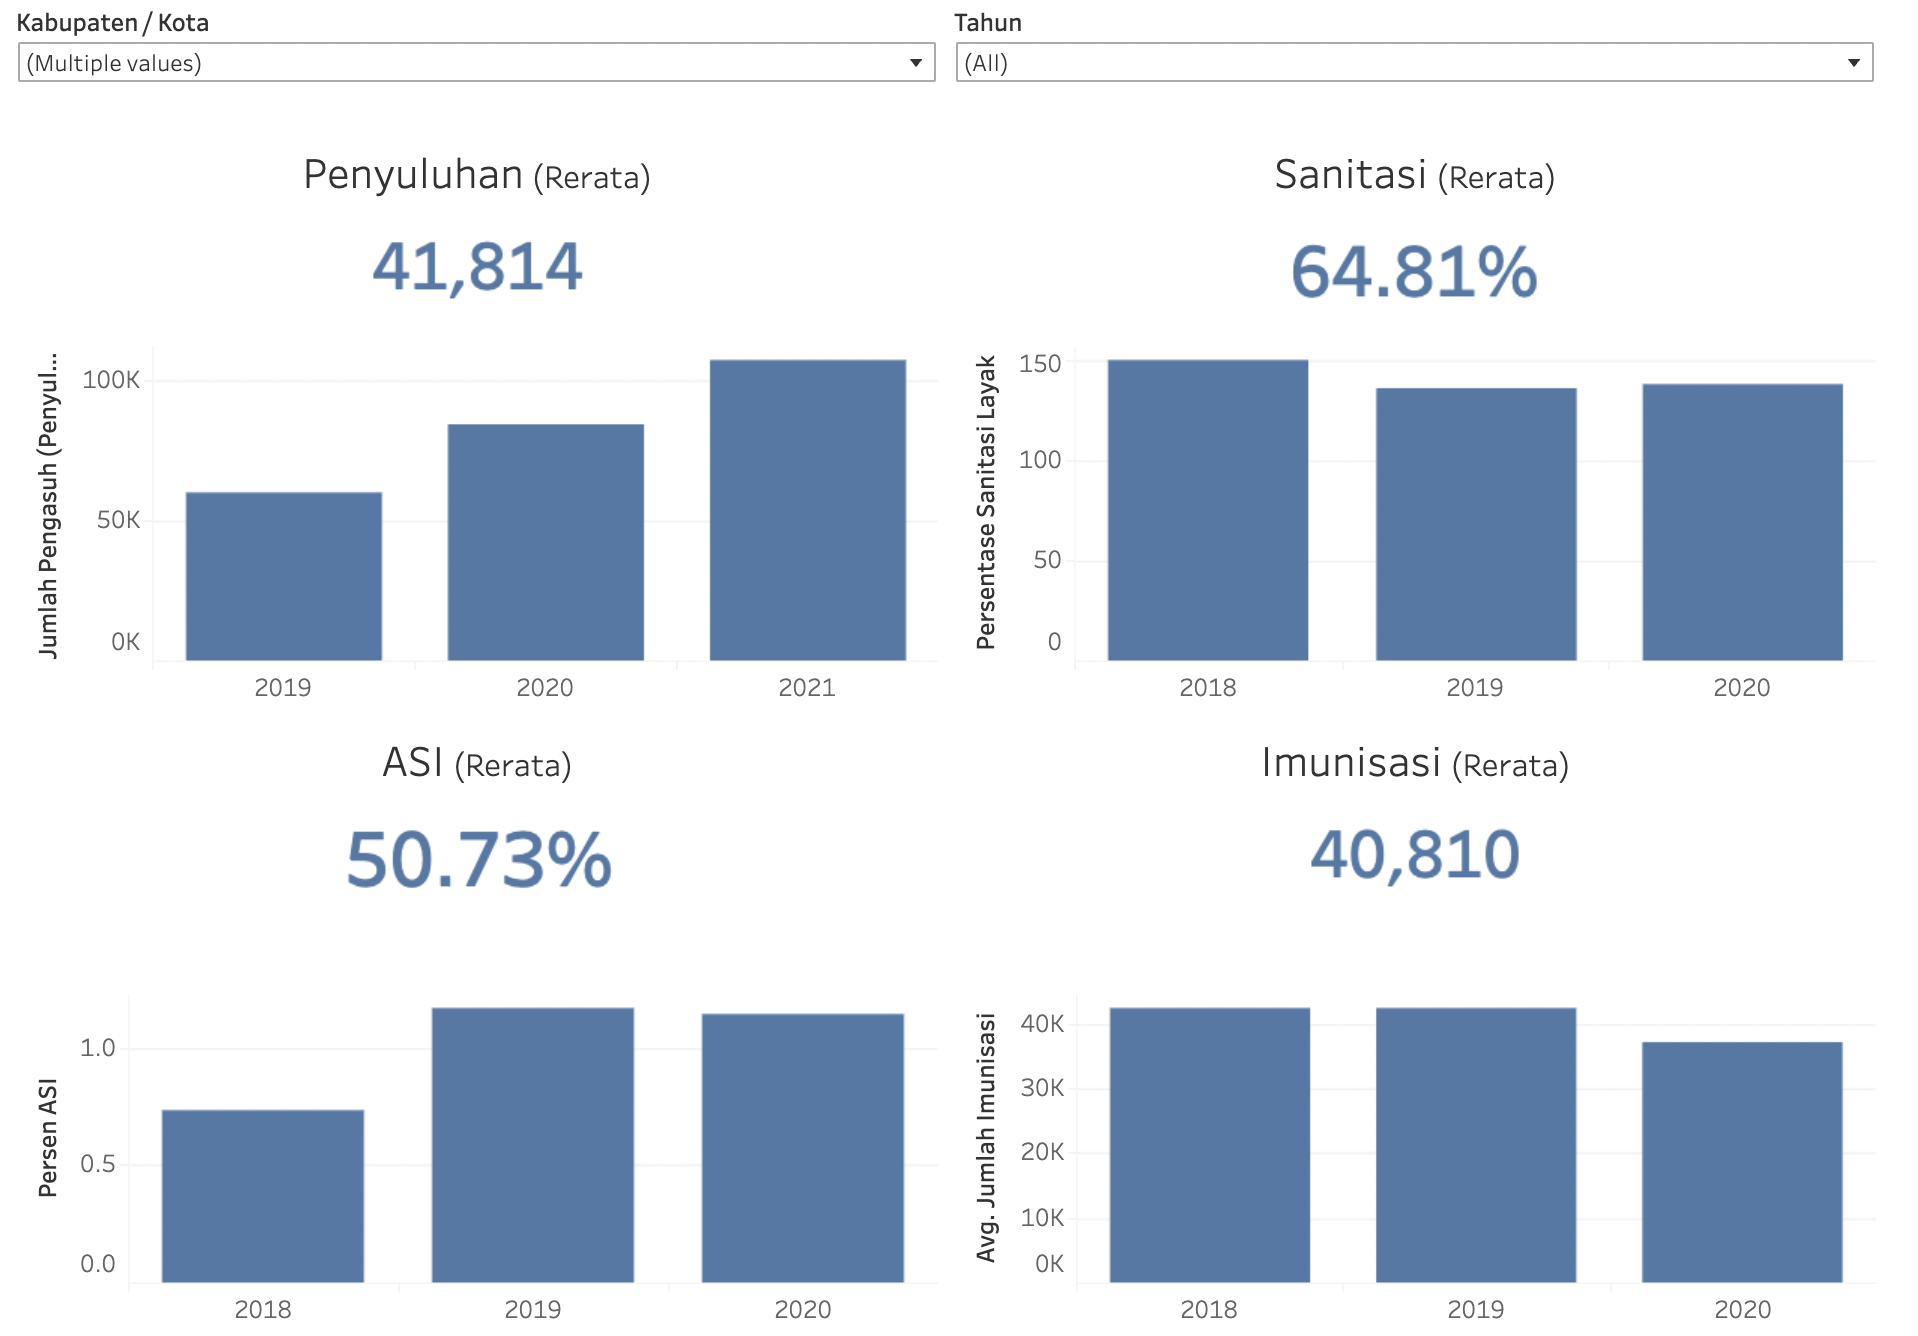 Kabupaten / Kota
(Multiple values)
Tahun
(All)
Penyuluhan (Rerata)
41,814
Jumlah Pengasuh (Penyul...
100K
50K
0K
2019
2020
2021
Sanitasi (Rerata)
64.81%
Persentase Sanitasi Layak
150
100
50
0
2018
2019
2020
ASI (Rerata)
50.73%
Persen ASI
1.0
0.5
0.0
2018
2019
2020
Imunisasi (Rerata)
40,810
Avg. Jumlah Imunisasi
40K
30K
20K
10K
0K
2018
2019
2020